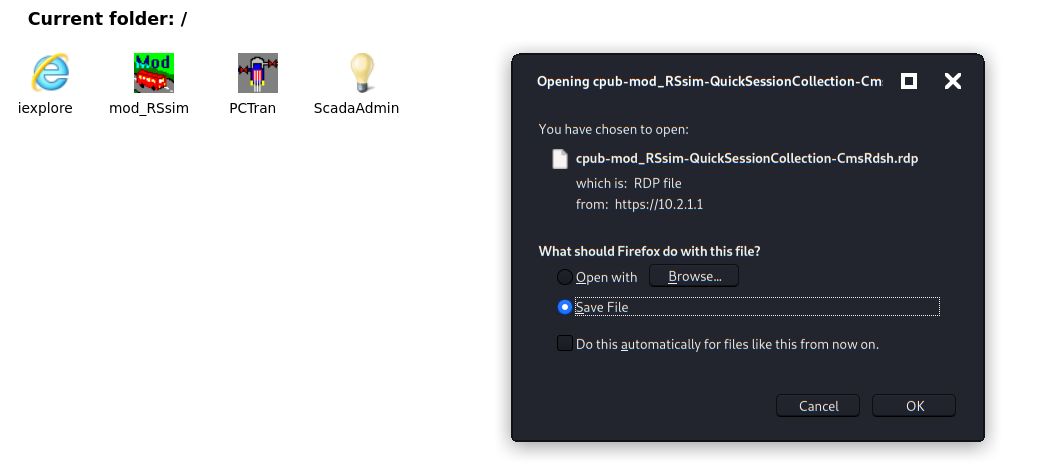 Current folder: /
Mod
iexplore
mod_RSsim
PCTran
ScadaAdmin
Opening cpub-mod_RSsim-QuickSessionCollection-Cm
You have chosen to open:
cpub-mod_RSsim-QuickSessionCollection-CmsRdsh.rdp
which is: RDP file
from: https://10.2.1.1
What should Firefox do with this file?
Open with
Browse...
Save File
Do this automatically for files like this from now on.
Cancel
OK